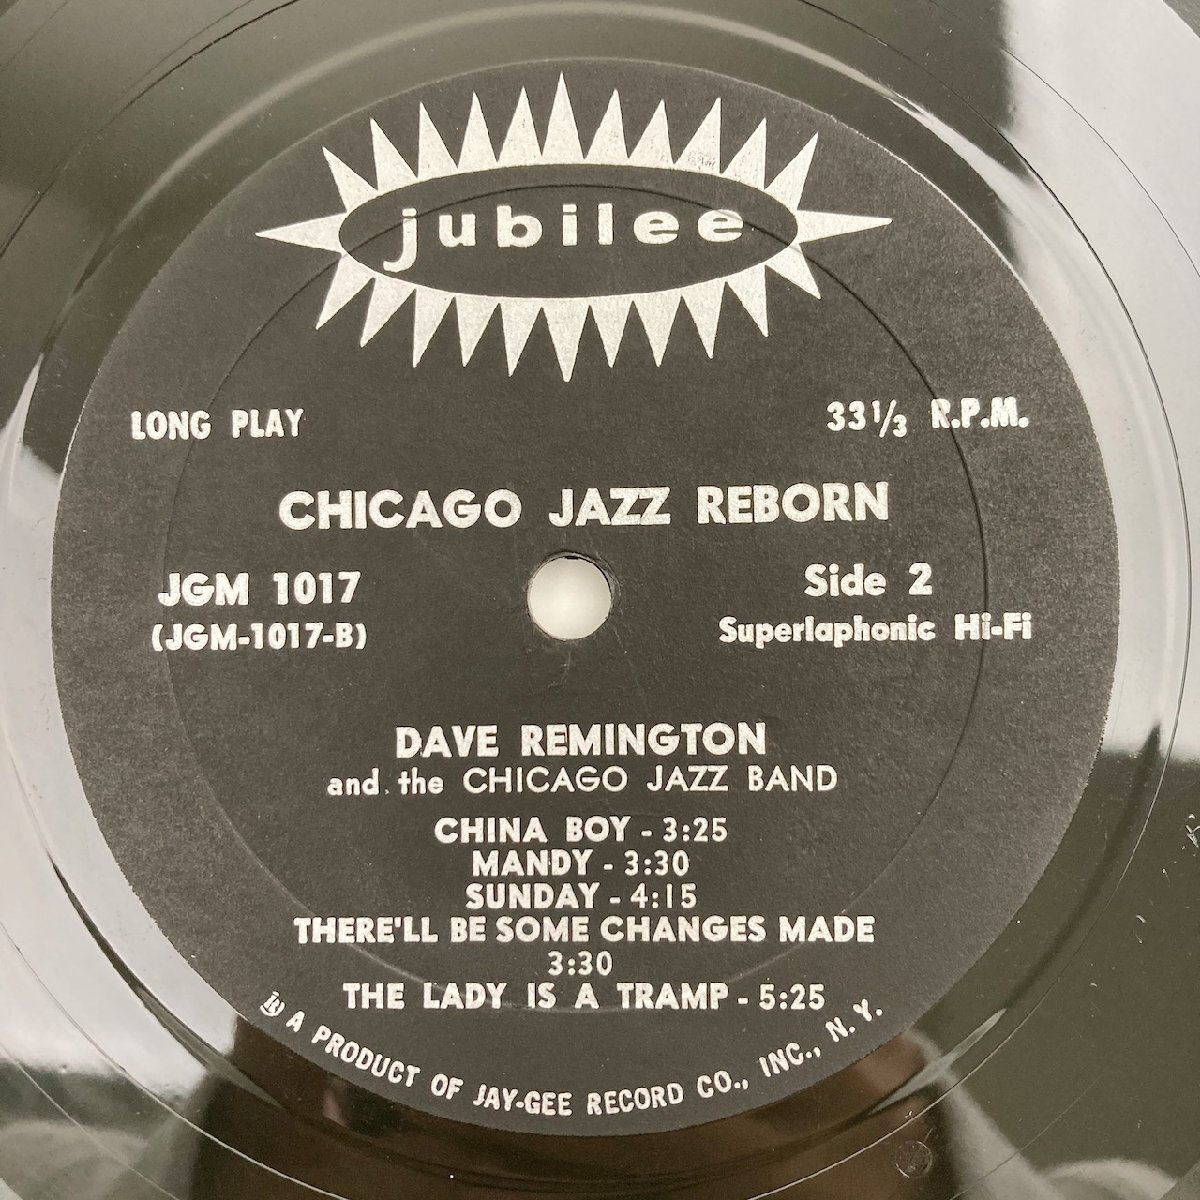 jubilee
LONG PLAY
33 1/3 R.P.M.
CHICAGO JAZZ REBORN
JGM 1017
(JGM-1017-B)
Side 2
Superlaphonic Hi-Fi
DAVE REMINGTON
and the CHICAGO JAZZ BAND
CHINA BOY - 3:25
MANDY - 3:30
SUNDAY - 4:15
THERE'LL BE SOME CHANGES MADE
3:30
THE LADY IS A TRAMP - 5:25
A PRODUCT OF JAY-GEE RECORD CO., INC., N.Y.